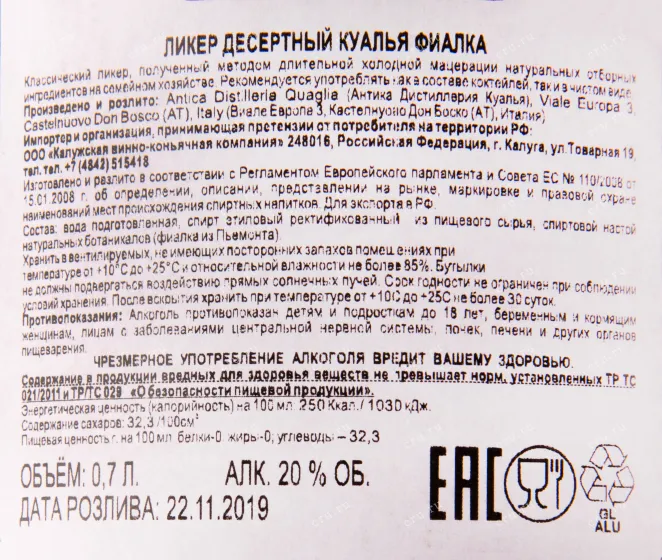 ЛИКЕР ДЕСЕРТНЫЙ КУАЛЬЯ ФИАЛКА
Классический ликер, полученный методом длительной холодной мацерации натуральных отборных
ингредиентов на семейном хозяйстве. Рекомендуется употреблять как в составе коктейлей, так и в чистом виде.
Произведено и розлито: Antica Distilleria Quaglia (Антика Дистиллерия Куалья), Viale Europa 3,
Castelnuovo Don Bosco (AT), Italy (Виале Европа 3, Кастелнуово Дон Боско (АТ), Италия)
Импортер и организация, принимающая претензии от потребителя на территории РФ:
ООО «Калужская винно-коньячная компания» 248016, Российская Федерация, г. Калуга, ул.Товарная 19,
тел. тел. +7 (4842) 515418
Изготовлено и разлито в соответствии с Регламентом Европейского парламента и Совета ЕС № 110/2008 от
15.01.2008 г. об определении, описании, представлении на рынке, маркировке и правовой охране
наименований мест происхождения спиртных напитков. Для экспорта в РФ.
Состав: вода подготовленная, спирт этиловый ректификованный из пищевого сырья, спиртовой настой
натуральных ботаникалов (фиалка из Пьемонта).
Хранить в вентилируемых, не имеющих посторонних запахов помещениях при
температуре от +10°C до +25°C и относительной влажности не более 85%. Бутылки
не должны подвергаться воздействию прямых солнечных лучей. Срок годности не ограничен при соблюдении
условий хранения. После вскрытия хранить при температуре от +10C до +25C не более 30 суток.
Противопоказания: Алкоголь противопоказан детям и подросткам до 18 лет, беременным и кормящим
женщинам, лицам с заболеваниями центральной нервной системы, почек, печени и других органов
пищеварения.
ЧРЕЗМЕРНОЕ УПОТРЕБЛЕНИЕ АЛКОГОЛЯ ВРЕДИТ ВАШЕМУ ЗДОРОВЬЮ.
Содержание в продукции вредных для здоровья веществ не превышает норм, установленных ТР ТС
021/2011 и ТР/ТС 029 «О безопасности пищевой продукции».
Энергетическая ценность (калорийность) на 100 мл: 250 Ккал./ 1030 кДж.
Содержание сахаров: 32,3 /100см³
Пищевая ценность г. на 100 мл: белки-0; жиры-0; углеводы – 32,3
ОБЪЁМ: 0,7 Л. АЛК. 20 % ОБ.
ДАТА РОЗЛИВА: 22.11.2019
EAC
GL
ALU